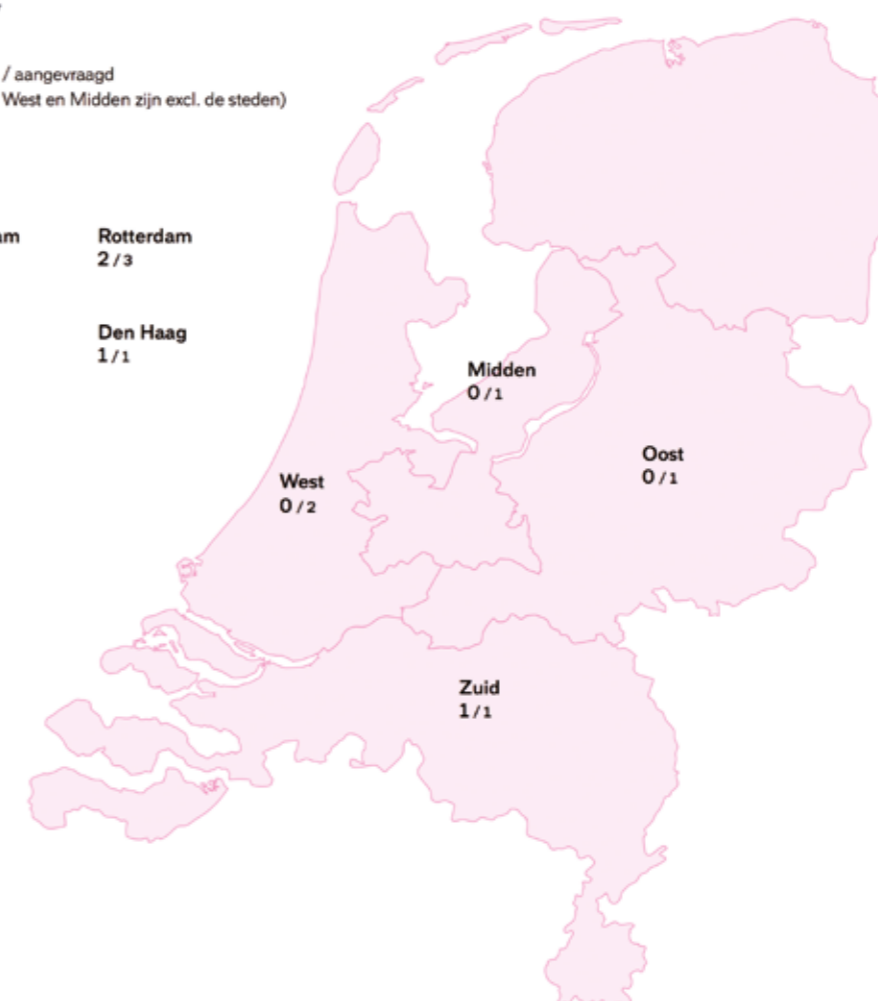 / aangevraagd
West en Midden zijn excl. de steden)
am
Rotterdam
2 / 3
Den Haag
1 / 1
Midden
0 / 1
Oost
0 / 1
West
0 / 2
Zuid
1 / 1